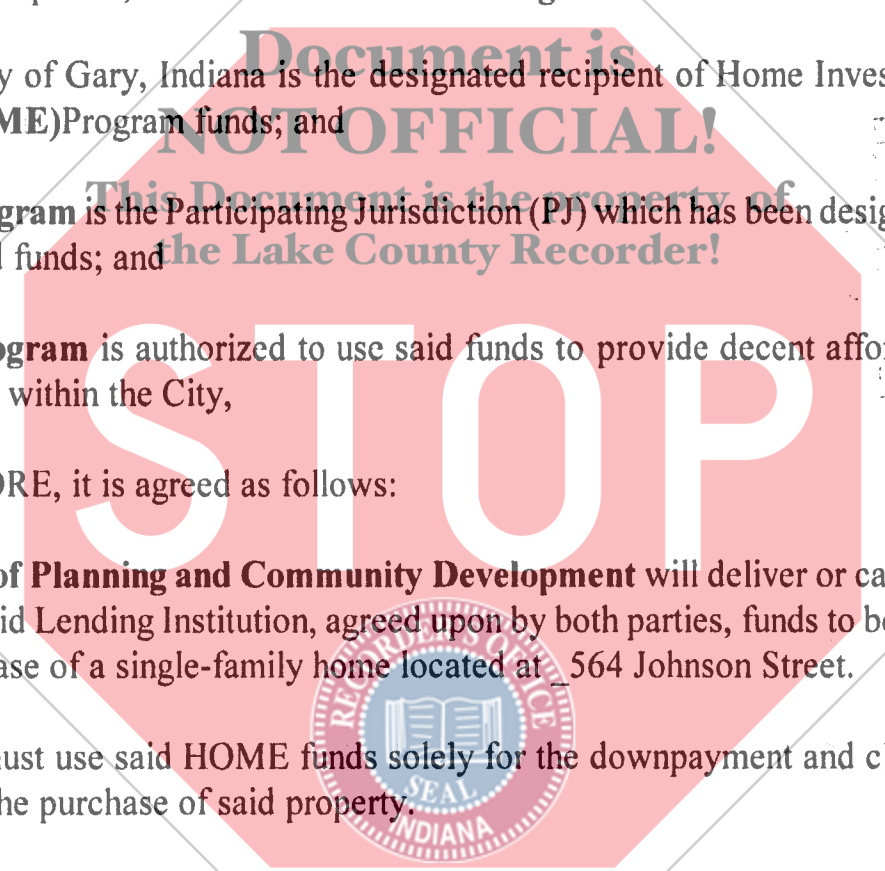 Document is
y of Gary, Indiana is the designated recipient of Home Inves
NOT OFFICIAL!
ME)Program funds; and
This Document is the property of
gram is the Participating Jurisdiction (PJ) which has been desig
the Lake County Recorder!
funds; and
STOP
gram is authorized to use said funds to provide decent affo
within the City,
ORE, it is agreed as follows:
of Planning and Community Development will deliver or ca
id Lending Institution, agreed upon by both parties, funds to be
ase of a single-family home located at _564 Johnson Street.
ust use said HOME funds solely for the downpayment and c
he purchase of said property.
RECORDER'S OFFICE
SEAL
INDIANA